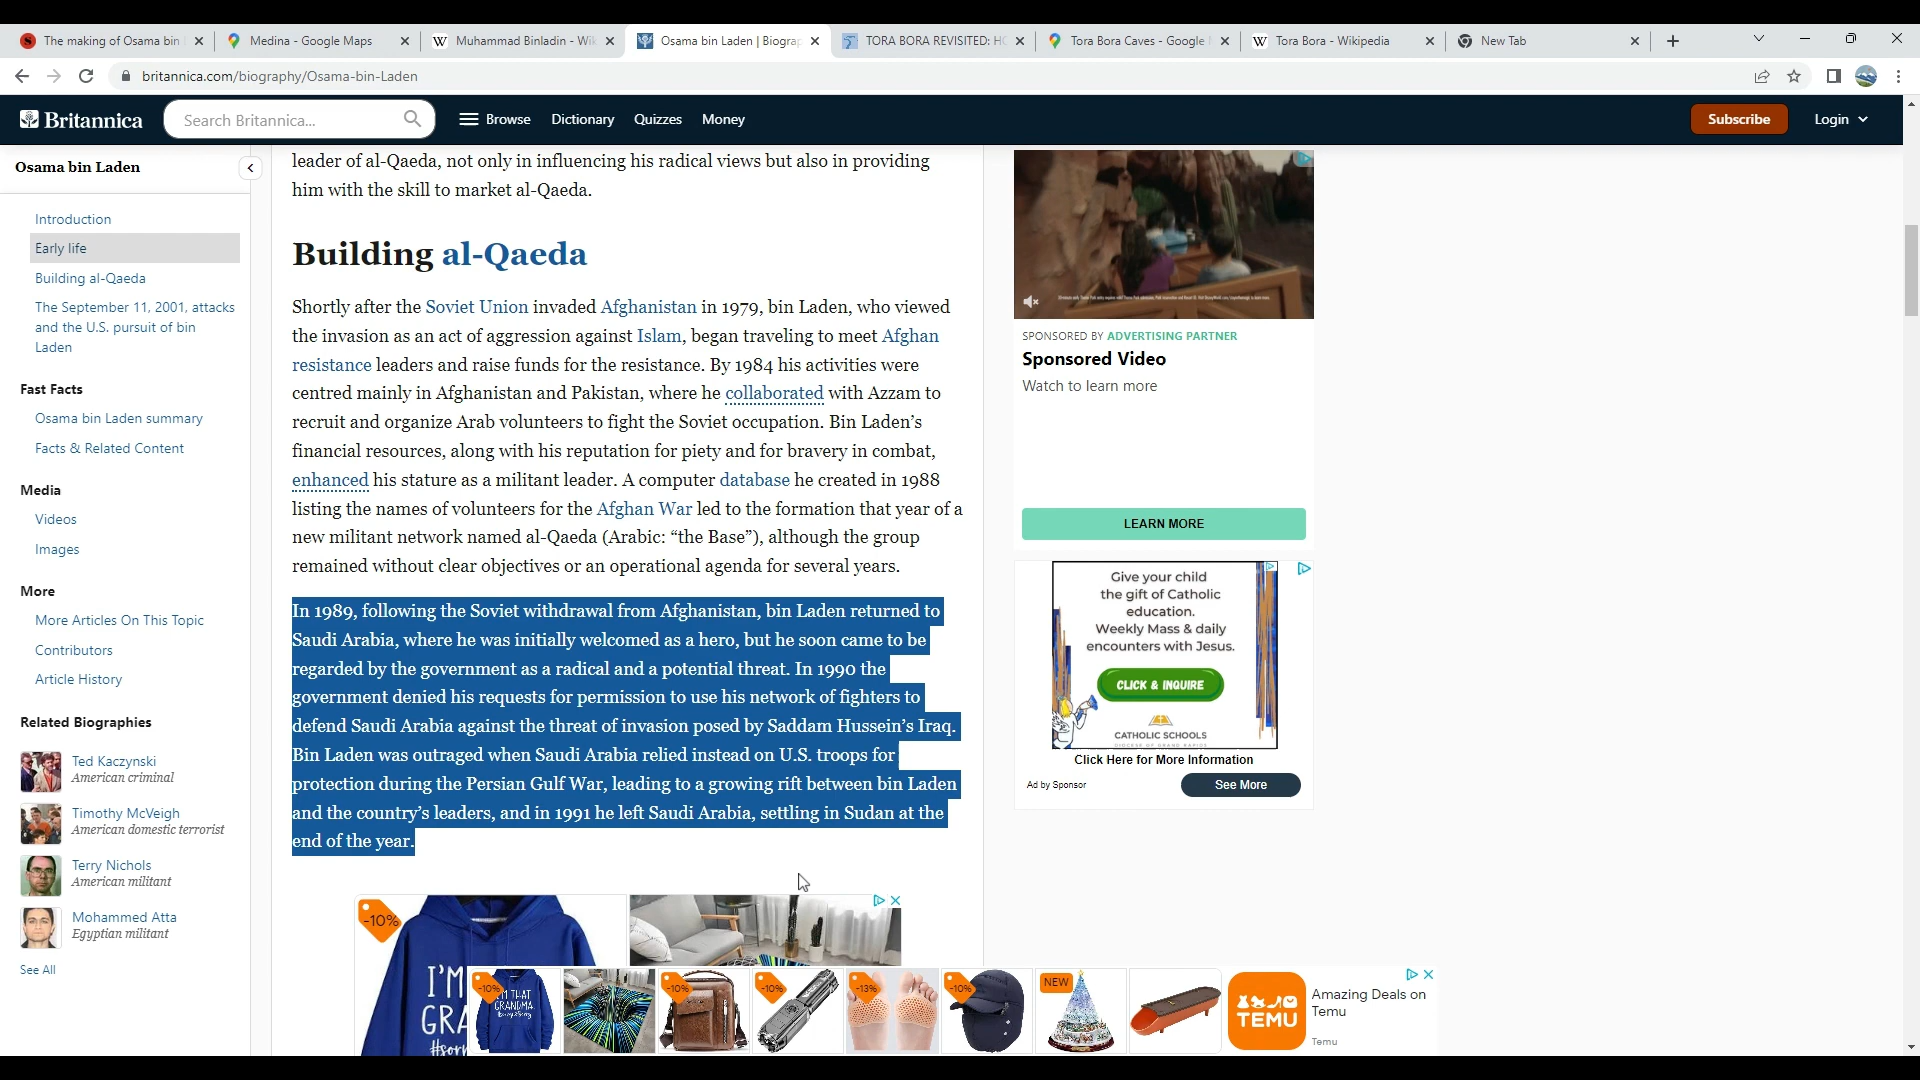 The making of Osama bin
Medina - Google Maps
Muhammad Binladin - Wik
Osama bin Laden | Biograp
TORA BORA REVISITED: HO
Tora Bora Caves - Google
Tora Bora - Wikipedia
New Tab
britannica.com/biography/Osama-bin-Laden
Britannica
Search Britannica...
Browse
Dictionary
Quizzes
Money
Subscribe
Login
Osama bin Laden
Introduction
Early life
Building al-Qaeda
The September 11, 2001, attacks
and the U.S. pursuit of bin
Laden
Fast Facts
Osama bin Laden summary
Facts & Related Content
Media
Videos
Images
More
More Articles On This Topic
Contributors
Article History
Related Biographies
Ted Kaczynski
American criminal
Timothy McVeigh
American domestic terrorist
Terry Nichols
American militant
Mohammed Atta
Egyptian militant
See All
leader of al-Qaeda, not only in influencing his radical views but also in providing
him with the skill to market al-Qaeda.
Building al-Qaeda
Shortly after the Soviet Union invaded Afghanistan in 1979, bin Laden, who viewed
the invasion as an act of aggression against Islam, began traveling to meet Afghan
resistance leaders and raise funds for the resistance. By 1984 his activities were
centred mainly in Afghanistan and Pakistan, where he collaborated with Azzam to
recruit and organize Arab volunteers to fight the Soviet occupation. Bin Laden’s
financial resources, along with his reputation for piety and for bravery in combat,
enhanced his stature as a militant leader. A computer database he created in 1988
listing the names of volunteers for the Afghan War led to the formation that year of a
new militant network named al-Qaeda (Arabic: “the Base”), although the group
remained without clear objectives or an operational agenda for several years.
In 1989, following the Soviet withdrawal from Afghanistan, bin Laden returned to
Saudi Arabia, where he was initially welcomed as a hero, but he soon came to be
regarded by the government as a radical and a potential threat. In 1990 the
government denied his requests for permission to use his network of fighters to
defend Saudi Arabia against the threat of invasion posed by Saddam Hussein’s Iraq.
Bin Laden was outraged when Saudi Arabia relied instead on U.S. troops for
protection during the Persian Gulf War, leading to a growing rift between bin Laden
and the country’s leaders, and in 1991 he left Saudi Arabia, settling in Sudan at the
end of the year.
SPONSORED BY ADVERTISING PARTNER
Sponsored Video
Watch to learn more
LEARN MORE
Give your child
the gift of Catholic
education.
Weekly Mass & daily
encounters with Jesus.
CLICK & INQUIRE
CATHOLIC SCHOOLS
DIOCESE OF GRAND RAPIDS
Click Here for More Information
Ad by Sponsor
See More
-10%
I'M
GRA
#sorr
-10%
I'M THAT
GRANDMA
-10%
-10%
-13%
-10%
NEW
TEMU
Amazing Deals on
Temu
Temu